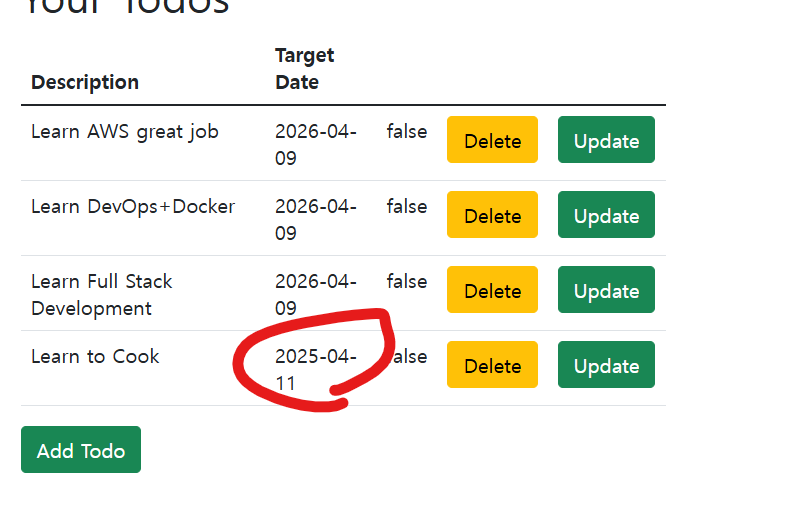 Your Todos
Target
Date
Description
Learn AWS great job 2026-04- false Delete Update
09
Learn DevOps+Docker 2026-04- false Delete Update
09
Learn Full Stack 2026-04- false Delete Update
Development 09
Learn to Cook 2025-04- alse Delete Update
11
Add Todo